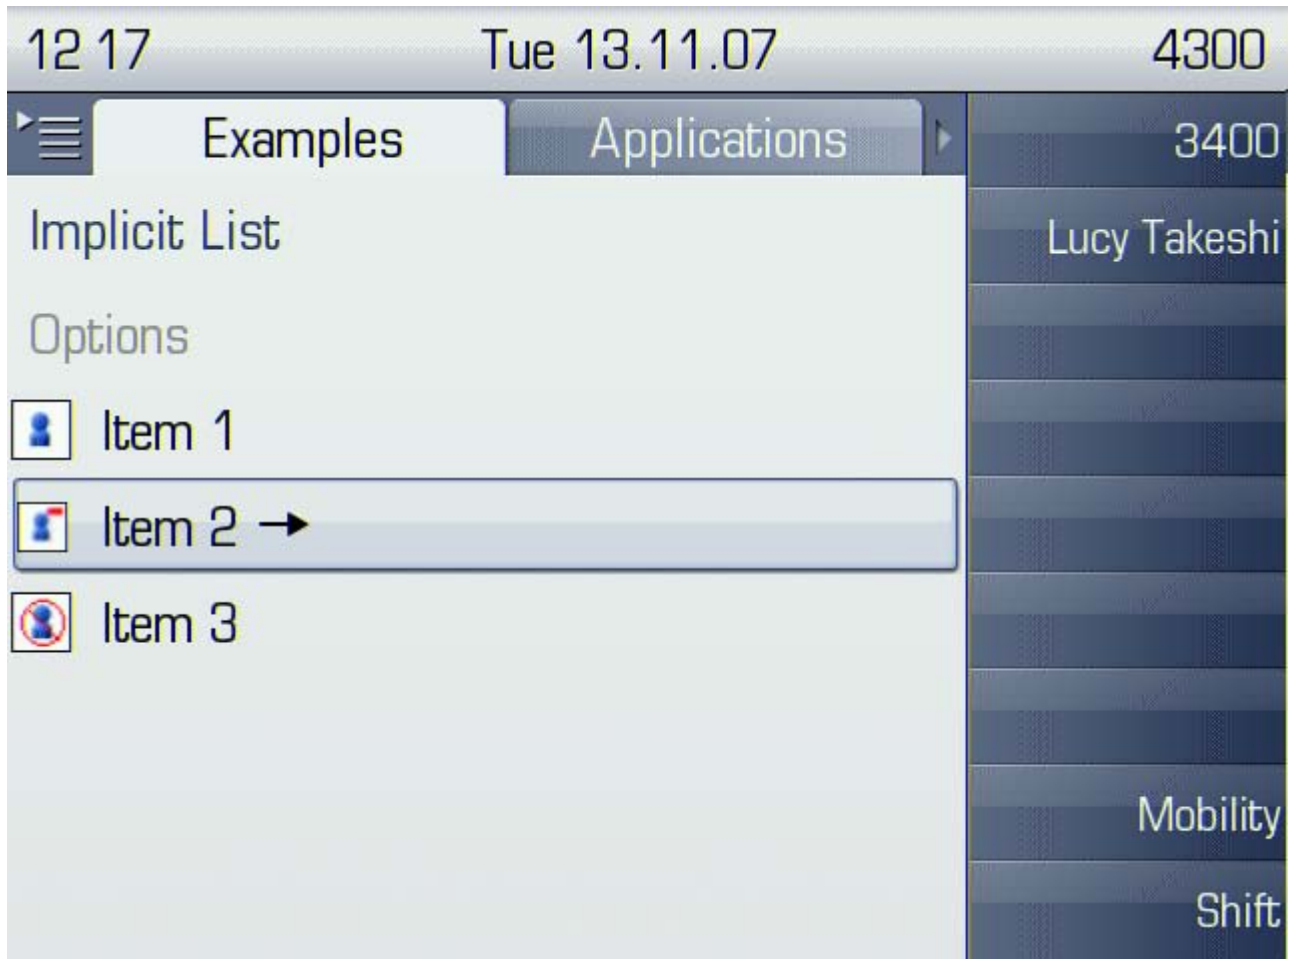 12 17 Tue 13.11.07 4300
Examples Applications
3400
Implicit List
Lucy Takeshi
Options
Item 1
Item 2 →
Item 3
Mobility
Shift